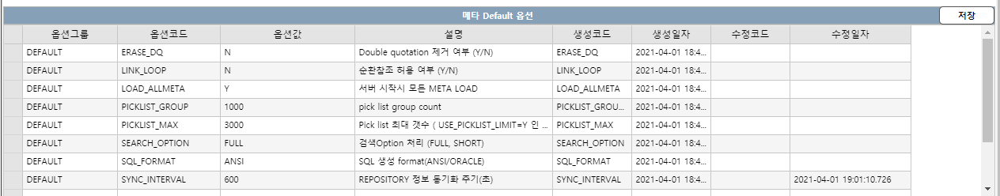 메타 Default 옵션 저장
옵션그룹 옵션코드 옵션값 설명 생성코드 생성일자 수정코드 수정일자
DEFAULT ERASE_DQ N Double quotation 제거 여부 (Y/N) ERASE_DQ 2021-04-01 18:4...
DEFAULT LINK_LOOP N 순환참조 허용 여부 (Y/N) LINK_LOOP 2021-04-01 18:4...
DEFAULT LOAD_ALLMETA Y 서버 시작시 모든 META LOAD LOAD_ALLMETA 2021-04-01 18:4...
DEFAULT PICKLIST_GROUP 1000 pick list group count PICKLIST_GROU... 2021-04-01 18:4...
DEFAULT PICKLIST_MAX 3000 Pick list 최대 갯수 ( USE_PICKLIST_LIMIT=Y 인 ... PICKLIST_MAX 2021-04-01 18:4...
DEFAULT SEARCH_OPTION FULL 검색Option 처리 (FULL, SHORT) SEARCH_OPTION 2021-04-01 18:4...
DEFAULT SQL_FORMAT ANSI SQL 생성 format(ANSI/ORACLE) SQL_FORMAT 2021-04-01 18:4...
DEFAULT SYNC_INTERVAL 600 REPOSITORY 정보 동기화 주기(초) SYNC_INTERVAL 2021-04-01 18:4... 2021-04-01 19:01:10.726